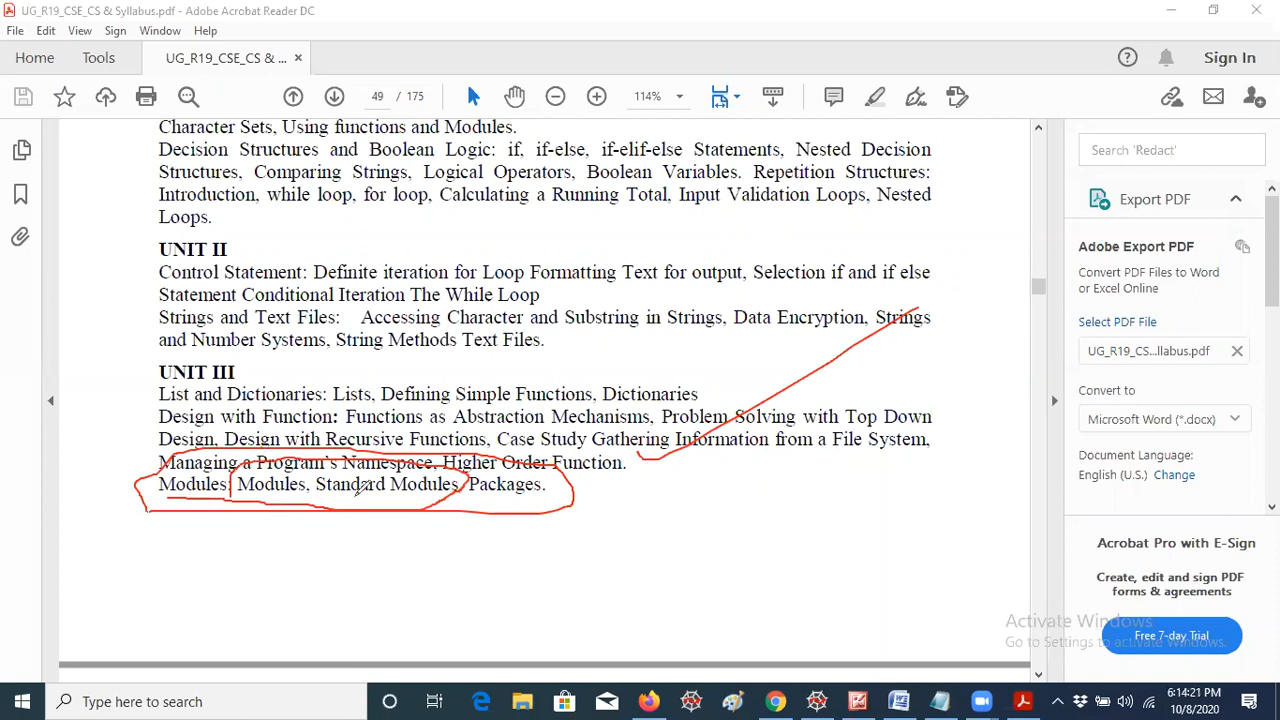 UG_R19_CSE_CS & Syllabus.pdf - Adobe Acrobat Reader DC
File Edit View Sign Window Help
Home Tools UG_R19_CSE_CS & ... × Sign In
49 / 175 114%
Character Sets, Using functions and Modules.
Decision Structures and Boolean Logic: if, if-else, if-elif-else Statements, Nested Decision
Structures, Comparing Strings, Logical Operators, Boolean Variables. Repetition Structures:
Introduction, while loop, for loop, Calculating a Running Total, Input Validation Loops, Nested
Loops.
UNIT II
Control Statement: Definite iteration for Loop Formatting Text for output, Selection if and if else
Statement Conditional Iteration The While Loop
Strings and Text Files: Accessing Character and Substring in Strings, Data Encryption, Strings
and Number Systems, String Methods Text Files.
UNIT III
List and Dictionaries: Lists, Defining Simple Functions, Dictionaries
Design with Function: Functions as Abstraction Mechanisms, Problem Solving with Top Down
Design, Design with Recursive Functions, Case Study Gathering Information from a File System,
Managing a Program's Namespace, Higher Order Function.
Modules: Modules, Standard Modules, Packages.
Search 'Redact'
Export PDF
Adobe Export PDF
Convert PDF Files to Word
or Excel Online
Select PDF File
UG_R19_CS...llabus.pdf
Convert to
Microsoft Word (*.docx)
Document Language:
English (U.S.) Change
Acrobat Pro with E-Sign
Create, edit and sign PDF
forms & agreements
Activate Windows
Go to Settings to activate Windows.
Free 7-day Trial
Type here to search
6:14:21 PM
10/8/2020